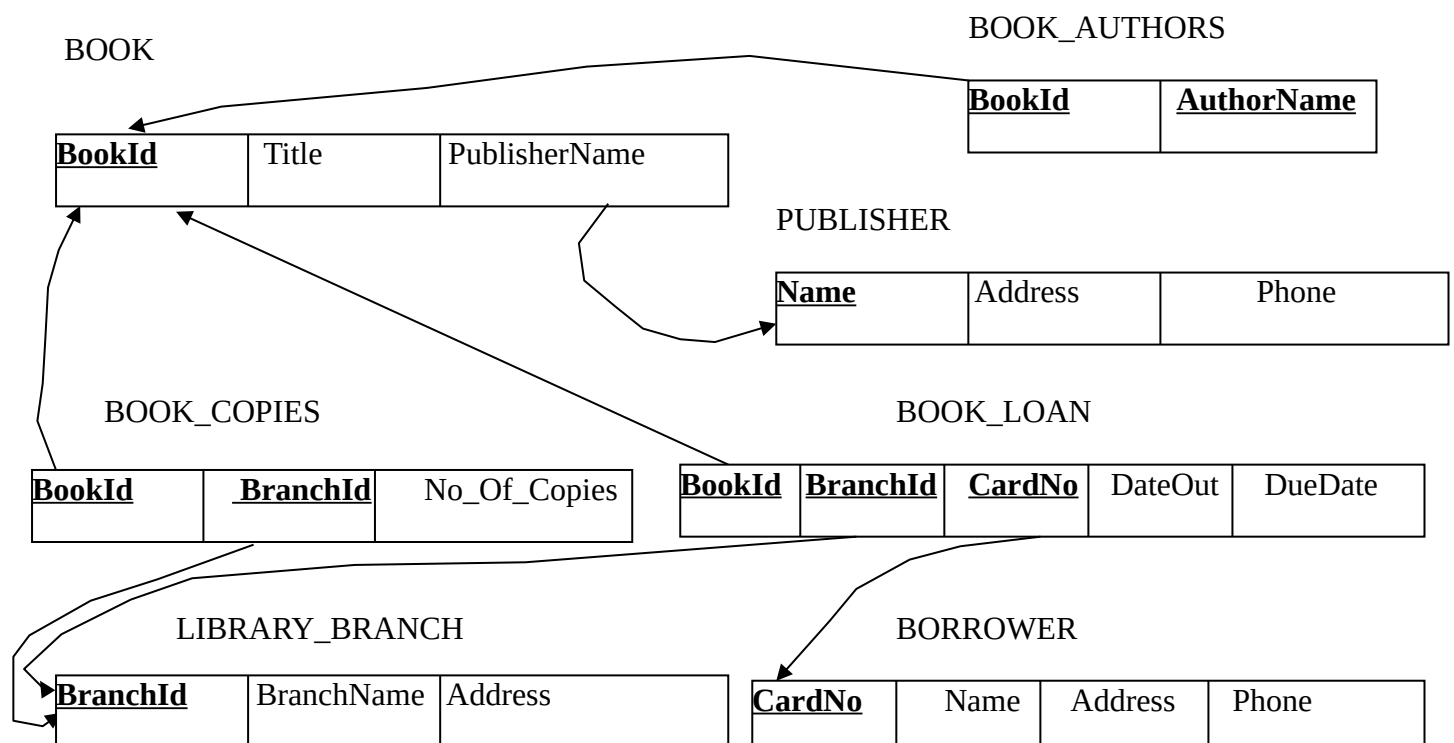 BOOK
BOOK_AUTHORS
BookId AuthorName
BookId Title PublisherName
PUBLISHER
Name Address Phone
BOOK_COPIES
BOOK_LOAN
BookId BranchId No_Of_Copies
BookId BranchId CardNo DateOut DueDate
LIBRARY_BRANCH
BORROWER
BranchId BranchName Address
CardNo Name Address Phone